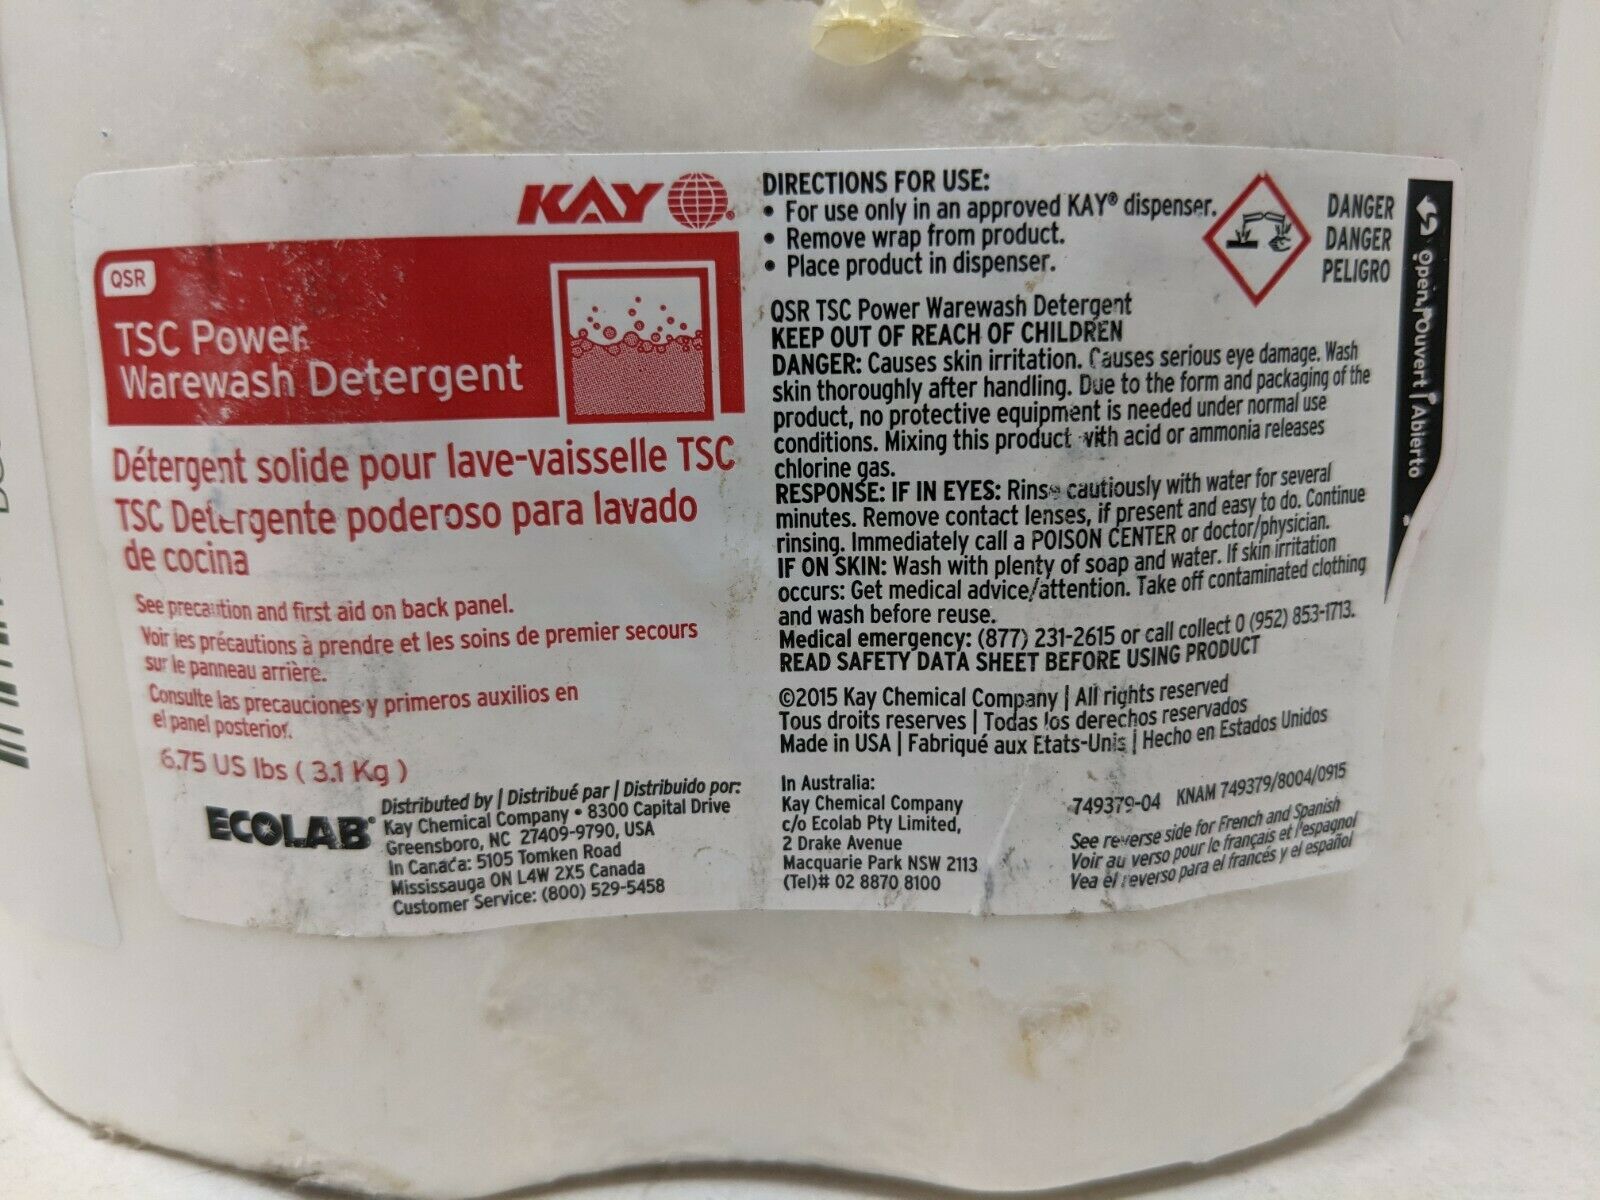 KAY
QSR
TSC Power
Warewash Detergent
Détergent solide pour lave-vaisselle TSC
TSC Detergente poderoso para lavado
de cocina
See precaution and first aid on back panel.
Voir les précautions à prendre et les soins de premier secours
sur le panneau arrière.
Consulte las precauciones y primeros auxilios en
el panel posterior.
6.75 US lbs ( 3.1 Kg )
ECOLAB®
Distributed by | Distribué par | Distribuido por:
Kay Chemical Company • 8300 Capital Drive
Greensboro, NC 27409-9790, USA
In Canada: 5105 Tomken Road
Mississauga ON L4W 2X5 Canada
Customer Service: (800) 529-5458
DIRECTIONS FOR USE:
• For use only in an approved KAY® dispenser.
• Remove wrap from product.
• Place product in dispenser.
DANGER
DANGER
PELIGRO
Open Ouvert | Abierto
QSR TSC Power Warewash Detergent
KEEP OUT OF REACH OF CHILDREN
DANGER: Causes skin irritation. Causes serious eye damage. Wash
skin thoroughly after handling. Due to the form and packaging of the
product, no protective equipment is needed under normal use
conditions. Mixing this product with acid or ammonia releases
chlorine gas.
RESPONSE: IF IN EYES: Rinse cautiously with water for several
minutes. Remove contact lenses, if present and easy to do. Continue
rinsing. Immediately call a POISON CENTER or doctor/physician.
IF ON SKIN: Wash with plenty of soap and water. If skin irritation
occurs: Get medical advice/attention. Take off contaminated clothing
and wash before reuse.
Medical emergency: (877) 231-2615 or call collect 0 (952) 853-1713.
READ SAFETY DATA SHEET BEFORE USING PRODUCT
©2015 Kay Chemical Company | All rights reserved
Tous droits reserves | Todas los derechos reservados
Made in USA | Fabriqué aux Etats-Unis | Hecho en Estados Unidos
In Australia:
Kay Chemical Company
c/o Ecolab Pty Limited,
2 Drake Avenue
Macquarie Park NSW 2113
(Tel)# 02 8870 8100
749379-04 KNAM 749379/8004/0915
See reverse side for French and Spanish
Voir au verso pour le français et l'espagnol
Vea el reverso para el francés y el español